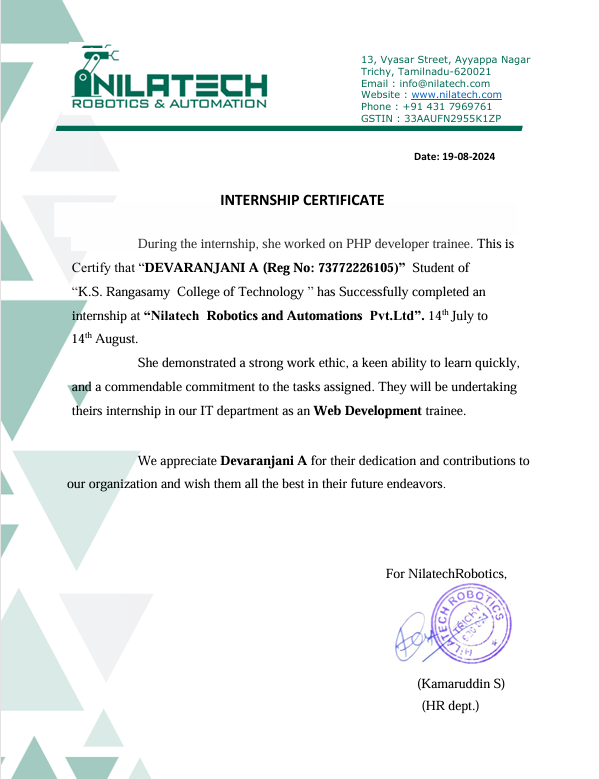 NILATECH
ROBOTICS & AUTOMATION
13, Vyasar Street, Ayyappa Nagar
Trichy, Tamilnadu-620021
Email : info@nilatech.com
Website : www.nilatech.com
Phone : +91 431 7969761
GSTIN : 33AAUFN2955K1ZP
Date: 19-08-2024
INTERNSHIP CERTIFICATE
During the internship, she worked on PHP developer trainee. This is
Certify that “DEVARANJANI A (Reg No: 73772226105)” Student of
“K.S. Rangasamy College of Technology ” has Successfully completed an
internship at “Nilatech Robotics and Automations Pvt.Ltd”. 14th July to
14th August.
She demonstrated a strong work ethic, a keen ability to learn quickly,
and a commendable commitment to the tasks assigned. They will be undertaking
theirs internship in our IT department as an Web Development trainee.
We appreciate Devaranjani A for their dedication and contributions to
our organization and wish them all the best in their future endeavors.
For NilatechRobotics,
NILATECH ROBOTICS
TRICHY
(Kamaruddin S)
(HR dept.)